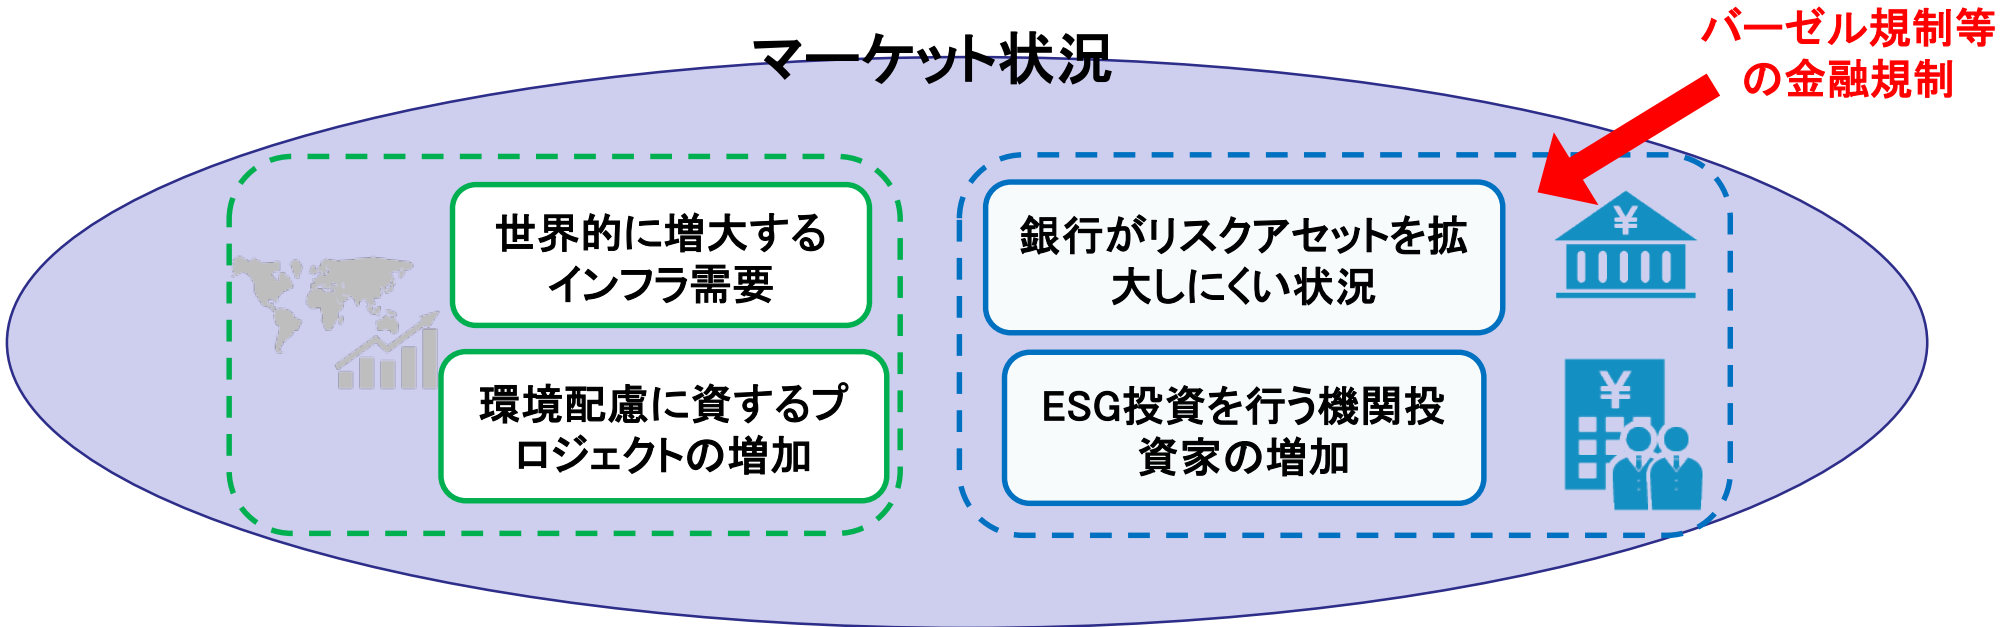 マーケット状況
バーゼル規制等
の金融規制
世界的に増大する
インフラ需要
環境配慮に資するプ
ロジェクトの増加
銀行がリスクアセットを拡
大しにくい状況
¥
ESG投資を行う機関投
資家の増加
¥